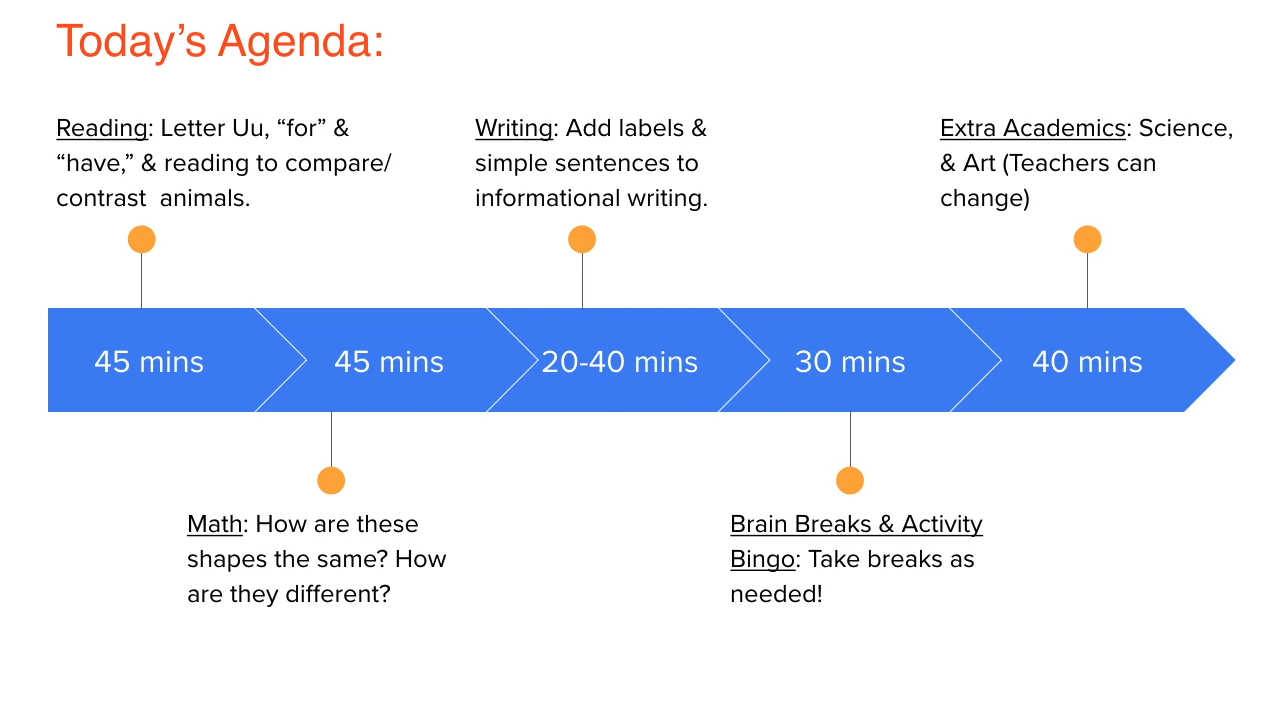 Today’s Agenda:
Reading: Letter Uu, “for” &
“have,” & reading to compare/
contrast  animals.
Writing: Add labels &
simple sentences to
informational writing.
Extra Academics: Science,
& Art (Teachers can
change)
45 mins
45 mins
20-40 mins
30 mins
40 mins
Math: How are these
shapes the same? How
are they different?
Brain Breaks & Activity
Bingo: Take breaks as
needed!